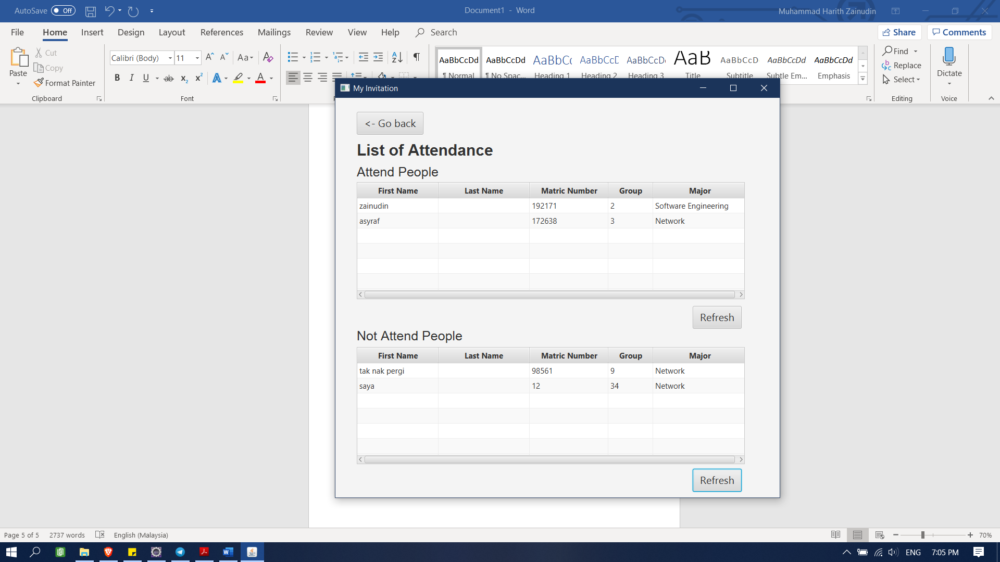 AutoSave Off
Document1 - Word
Muhammad Harith Zainudin
File Home Insert Design Layout References Mailings Review View Help Search
Share Comments
Paste
Cut
Copy
Format Painter
Clipboard
Calibri (Body) 11
Font
AaBbCcDd AaBbCcDd AaBbCc AaBbCcD AaBbCcDd AaB AaBbCcD AaBbCcDd AaBbCcDd
¶ Normal ¶ No Spac... Heading 1 Heading 2 Heading 3 Title Subtitle Subtle Em... Emphasis
Find
Replace
Select
Editing
Dictate
Voice
My Invitation
<- Go back
List of Attendance
Attend People
First Name Last Name Matric Number Group Major
zainudin 192171 2 Software Engineering
asyraf 172638 3 Network
Refresh
Not Attend People
First Name Last Name Matric Number Group Major
tak nak pergi 98561 9 Network
saya 12 34 Network
Refresh
Page 5 of 5 2737 words English (Malaysia)
70%
ENG 7:05 PM